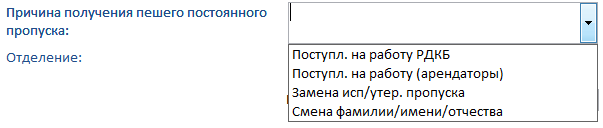 Причина получения пешего постоянного
пропуска:
Отделение:
Поступл. на работу РДКБ
Поступл. на работу (арендаторы)
Замена исп/утер. пропуска
Смена фамилии/имени/отчества